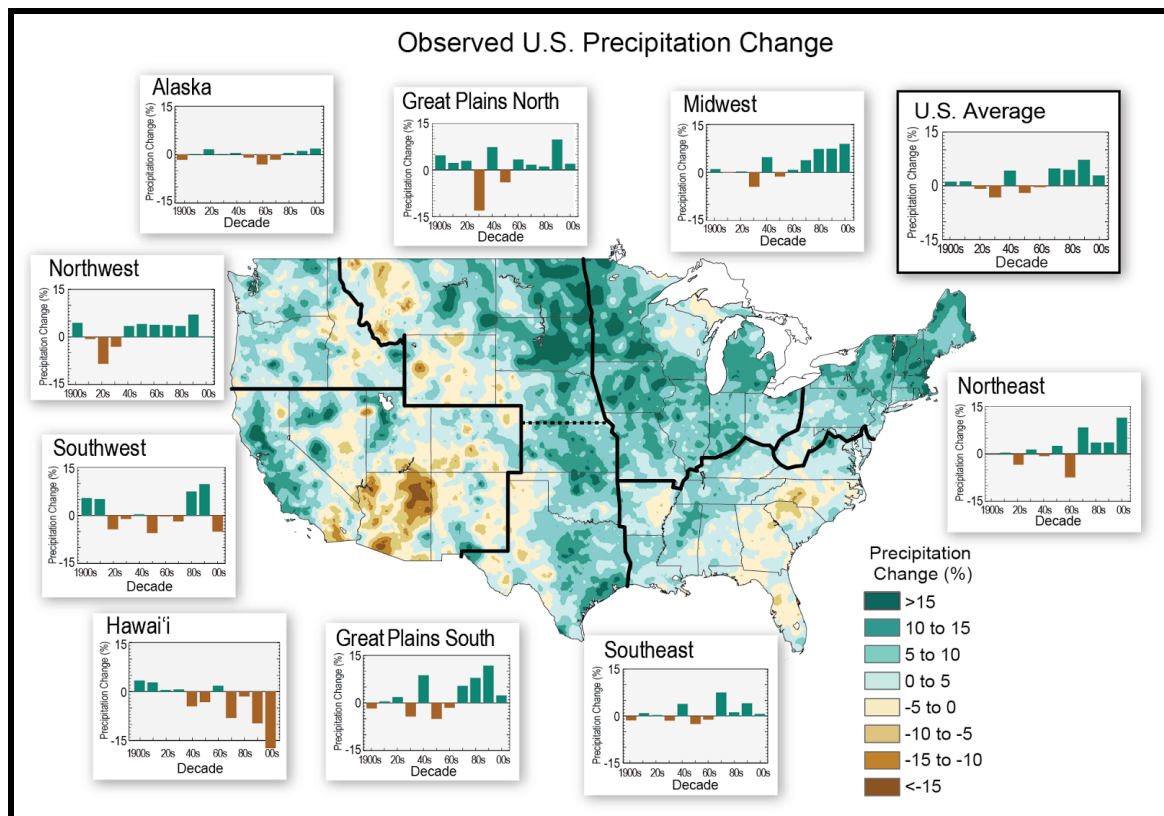 Observed U.S. Precipitation Change
Alaska
Precipitation Change (%)
15
0
-15
1900s 20s 40s 60s 80s 00s
Decade
Great Plains North
Precipitation Change (%)
15
0
-15
1900s 20s 40s 60s 80s 00s
Decade
Midwest
Precipitation Change (%)
15
0
-15
1900s 20s 40s 60s 80s 00s
Decade
U.S. Average
Precipitation Change (%)
15
0
-15
1900s 20s 40s 60s 80s 00s
Decade
Northwest
Precipitation Change (%)
15
0
-15
1900s 20s 40s 60s 80s 00s
Decade
Northeast
Precipitation Change (%)
15
0
-15
1900s 20s 40s 60s 80s 00s
Decade
Southwest
Precipitation Change (%)
15
0
-15
1900s 20s 40s 60s 80s 00s
Decade
Hawai‘i
Precipitation Change (%)
15
0
-15
1900s 20s 40s 60s 80s 00s
Decade
Great Plains South
Precipitation Change (%)
15
0
-15
1900s 20s 40s 60s 80s 00s
Decade
Southeast
Precipitation Change (%)
15
0
-15
1900s 20s 40s 60s 80s 00s
Decade
Precipitation
Change (%)
>15
10 to 15
5 to 10
0 to 5
-5 to 0
-10 to -5
-15 to -10
<-15